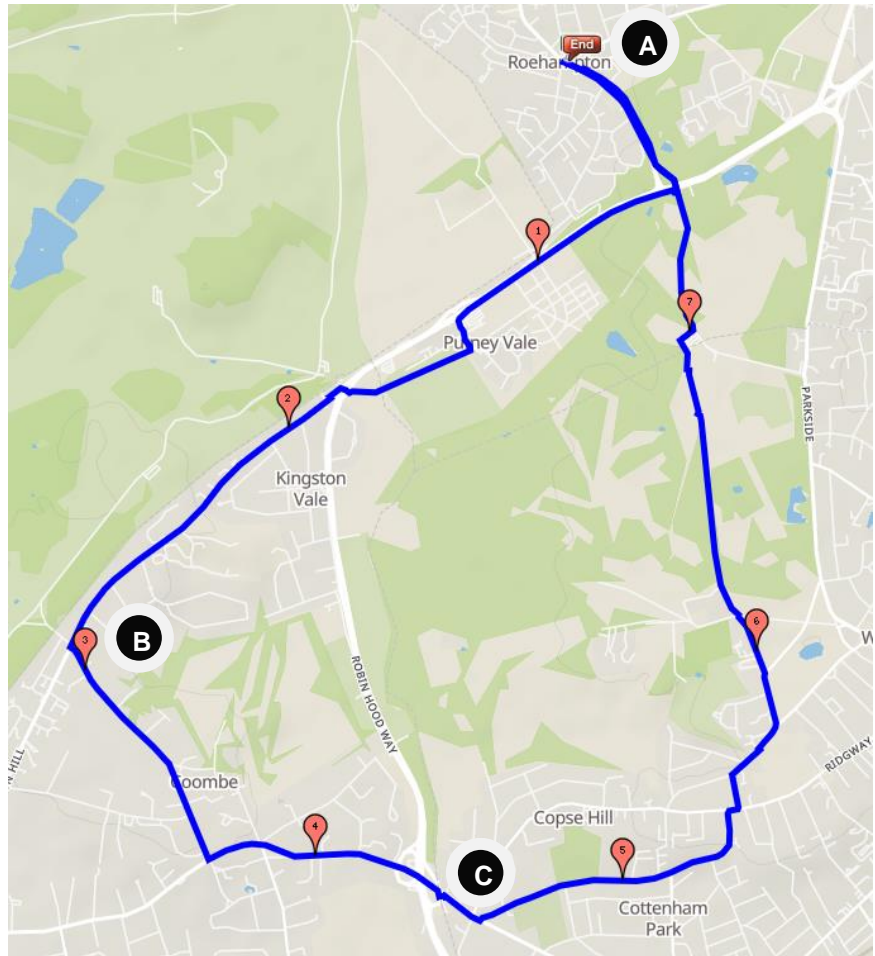 End
A
Roehampton
1
7
Putney Vale
2
PARKSIDE
Kingston
Vale
6
3
B
W
ROBIN HOOD WAY
N HILL
RIDGWAY
Coombe
4
Copse Hill
5
C
Cottenham
Park